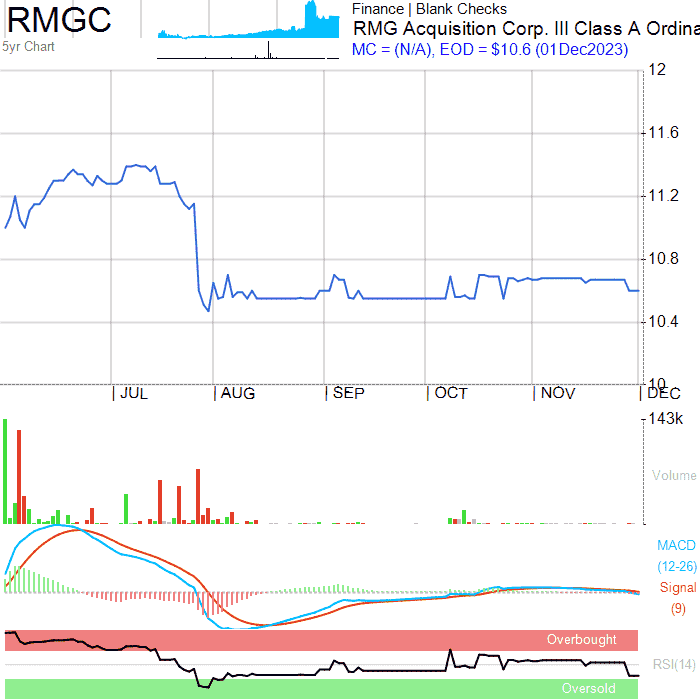 RMGC
5yr Chart
Finance | Blank Checks
RMG Acquisition Corp. III Class A Ordina
MC = (N/A), EOD = $10.6 (01Dec2023)
12
11.6
11.2
10.8
10.4
10
JUL
AUG
SEP
OCT
NOV
DEC
143k
Volume
MACD
(12-26)
Signal
(9)
Overbought
RSI(14)
Oversold